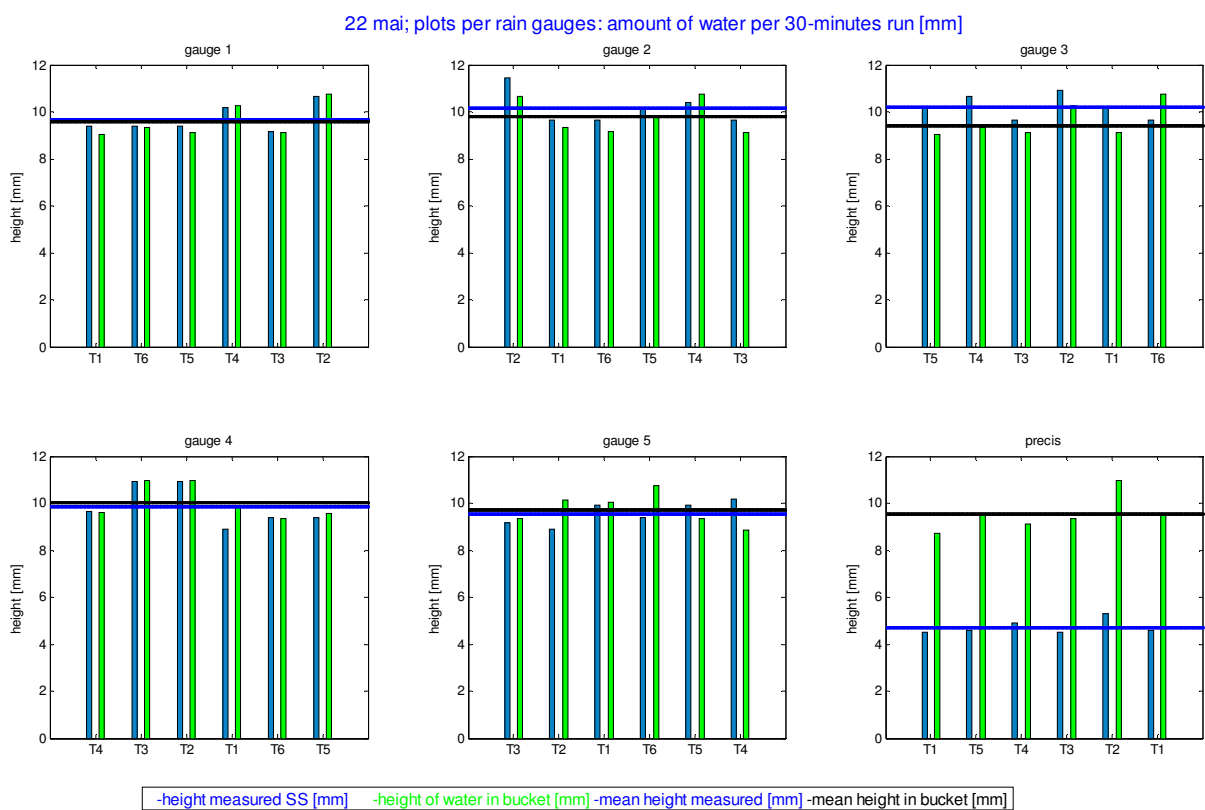 22 mai; plots per rain gauges: amount of water per 30-minutes run [mm]
gauge 1
gauge 2
gauge 3
12
10
8
6
4
2
0
height [mm]
T1 T6 T5 T4 T3 T2
12
10
8
6
4
2
0
height [mm]
T2 T1 T6 T5 T4 T3
12
10
8
6
4
2
0
height [mm]
T5 T4 T3 T2 T1 T6
gauge 4
gauge 5
precis
12
10
8
6
4
2
0
height [mm]
T4 T3 T2 T1 T6 T5
12
10
8
6
4
2
0
height [mm]
T3 T2 T1 T6 T5 T4
12
10
8
6
4
2
0
height [mm]
T1 T5 T4 T3 T2 T1
-height measured SS [mm] -height of water in bucket [mm] -mean height measured [mm] -mean height in bucket [mm]